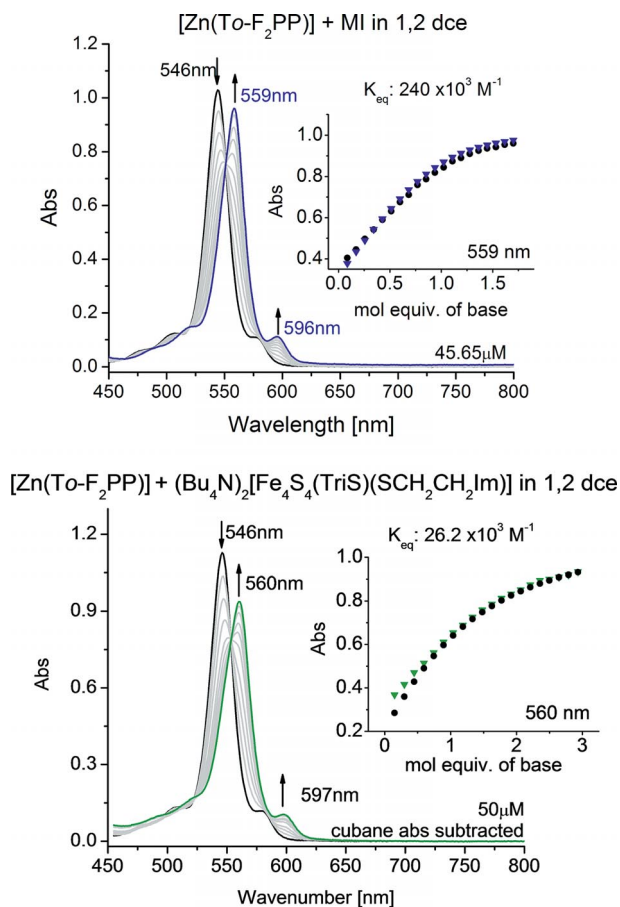 [Zn(To-F₂PP)] + MI in 1,2 dce
546nm
559nm
596nm
K_eq: 240 x10³ M⁻¹
1.0
0.8
0.6
0.4
Abs
0.0 0.5 1.0 1.5
mol equiv. of base
559 nm
45.65μM
1.2
1.0
0.8
0.6
0.4
0.2
0.0
Abs
450 500 550 600 650 700 750 800
Wavelength [nm]
[Zn(To-F₂PP)] + (Bu₄N)₂[Fe₄S₄(TriS)(SCH₂CH₂Im)] in 1,2 dce
546nm
560nm
597nm
K_eq: 26.2 x10³ M⁻¹
1.0
0.8
0.6
0.4
0.2
Abs
0 1 2 3
mol equiv. of base
560 nm
50μM
cubane abs subtracted
1.2
0.9
0.6
0.3
0.0
Abs
450 500 550 600 650 700 750 800
Wavenumber [nm]